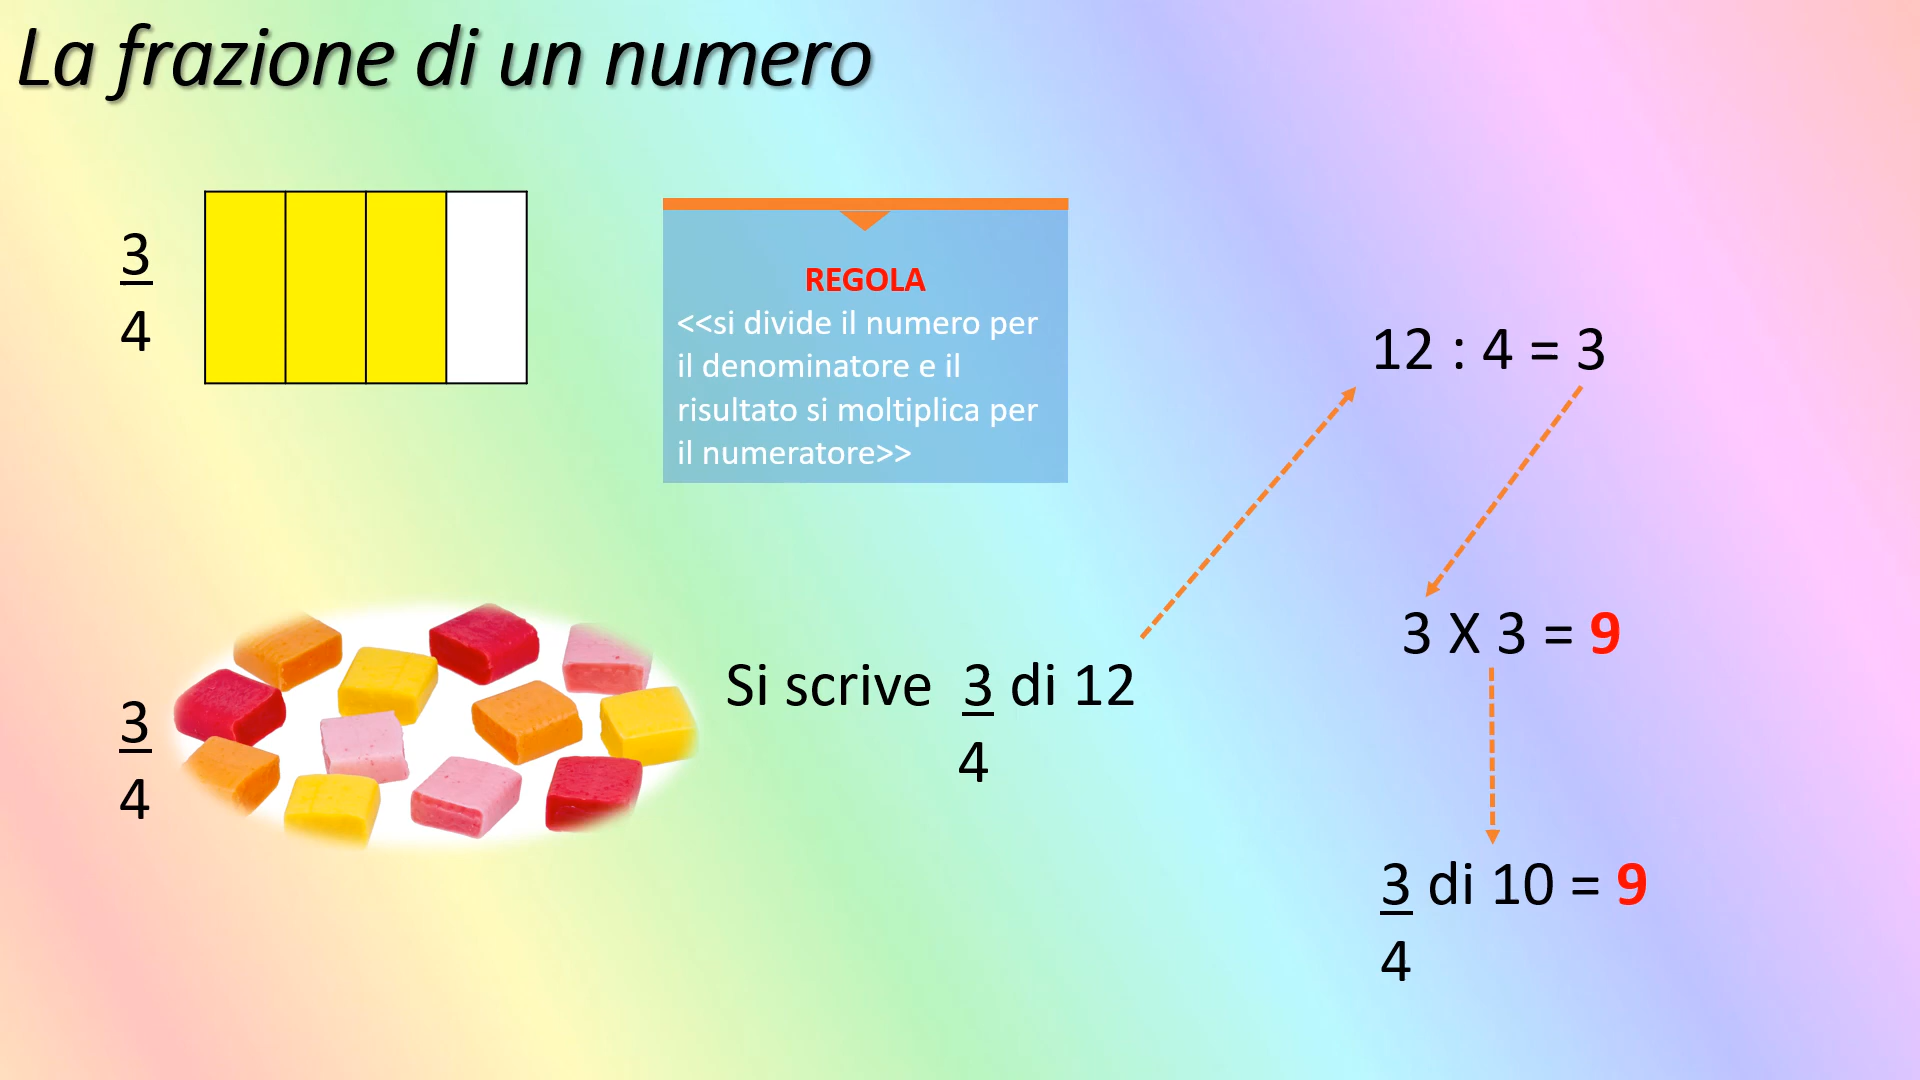 La frazione di un numero
3
4
REGOLA
<<si divide il numero per
il denominatore e il
risultato si moltiplica per
il numeratore>>
12 : 4 = 3
3 X 3 = 9
3
4
Si scrive 3 di 12
4
3 di 10 = 9
4